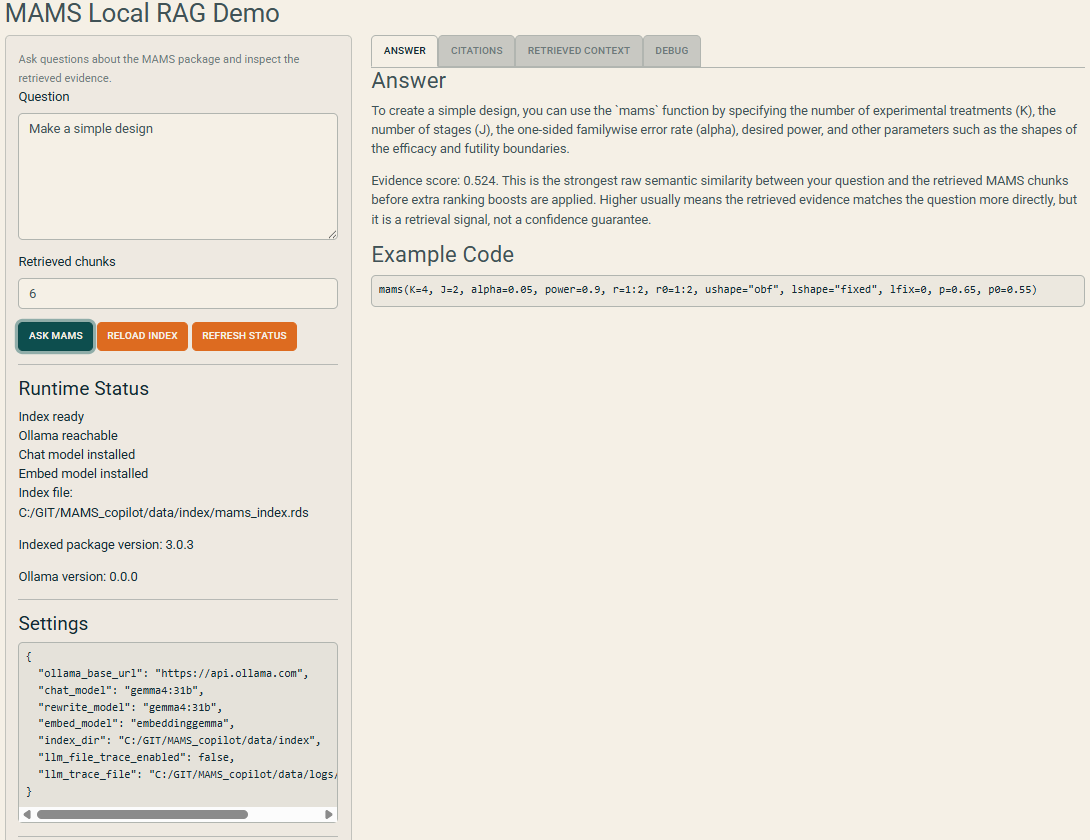 MAMS Local RAG Demo
Ask questions about the MAMS package and inspect the
retrieved evidence.
Question
Make a simple design
Retrieved chunks
6
ASK MAMS
RELOAD INDEX
REFRESH STATUS
Runtime Status
Index ready
Ollama reachable
Chat model installed
Embed model installed
Index file:
C:/GIT/MAMS_copilot/data/index/mams_index.rds
Indexed package version: 3.0.3
Ollama version: 0.0.0
Settings
{
"ollama_base_url": "https://api.ollama.com",
"chat_model": "gemma4:31b",
"rewrite_model": "gemma4:31b",
"embed_model": "embeddinggemma",
"index_dir": "C:/GIT/MAMS_copilot/data/index",
"llm_file_trace_enabled": false,
"llm_trace_file": "C:/GIT/MAMS_copilot/data/logs/
}
ANSWER
CITATIONS
RETRIEVED CONTEXT
DEBUG
Answer
To create a simple design, you can use the `mams` function by specifying the number of experimental treatments (K), the
number of stages (J), the one-sided familywise error rate (alpha), desired power, and other parameters such as the shapes of
the efficacy and futility boundaries.
Evidence score: 0.524. This is the strongest raw semantic similarity between your question and the retrieved MAMS chunks
before extra ranking boosts are applied. Higher usually means the retrieved evidence matches the question more directly, but
it is a retrieval signal, not a confidence guarantee.
Example Code
mams(K=4, J=2, alpha=0.05, power=0.9, r=1:2, r0=1:2, ushape="obf", lshape="fixed", lfix=0, p=0.65, p0=0.55)